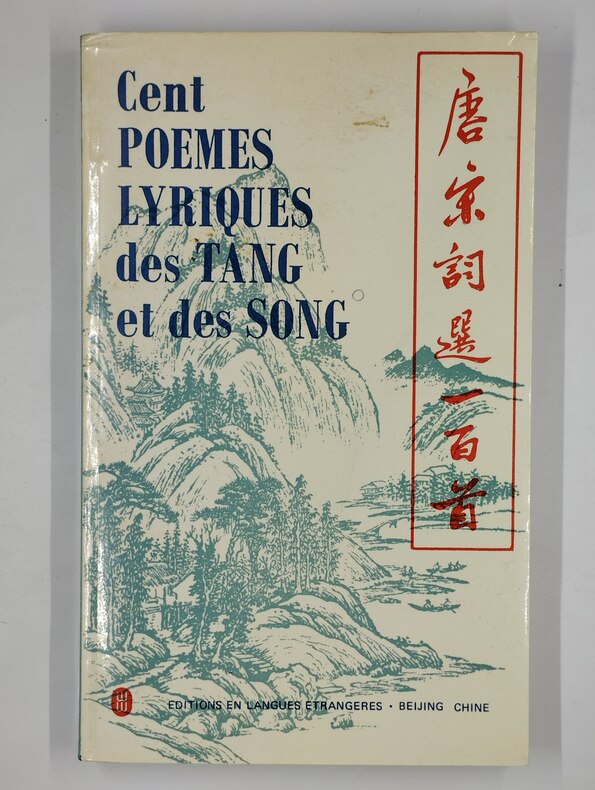 Cent
POEMES
LYRIQUES
des TANG
et des SONG
唐宋詞選一百首
EDITIONS EN LANGUES ETRANGERES • BEIJING CHINE